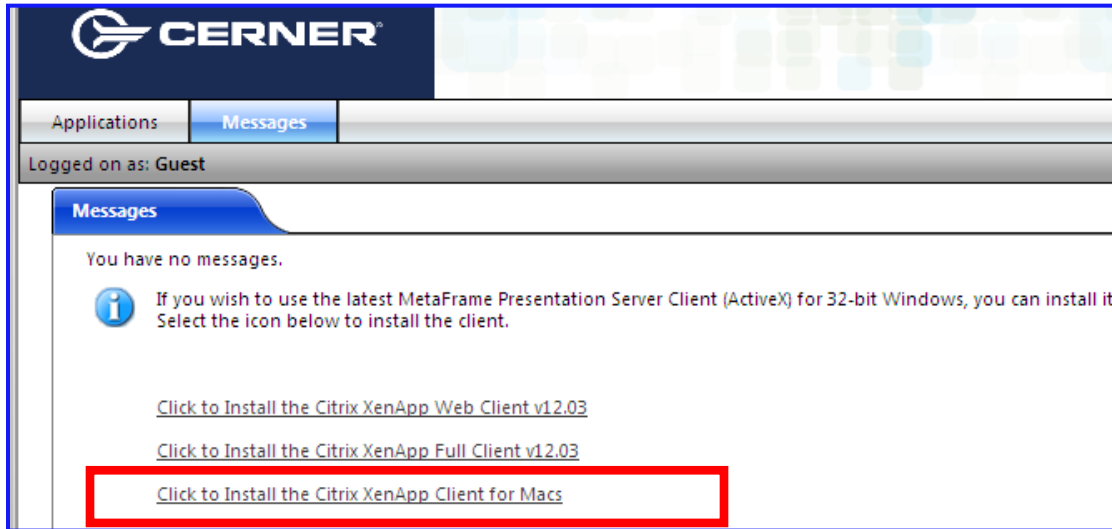 CERNER®
Applications Messages
Logged on as: Guest
Messages
You have no messages.
If you wish to use the latest MetaFrame Presentation Server Client (ActiveX) for 32-bit Windows, you can install it
Select the icon below to install the client.
Click to Install the Citrix XenApp Web Client v12.03
Click to Install the Citrix XenApp Full Client v12.03
Click to Install the Citrix XenApp Client for Macs